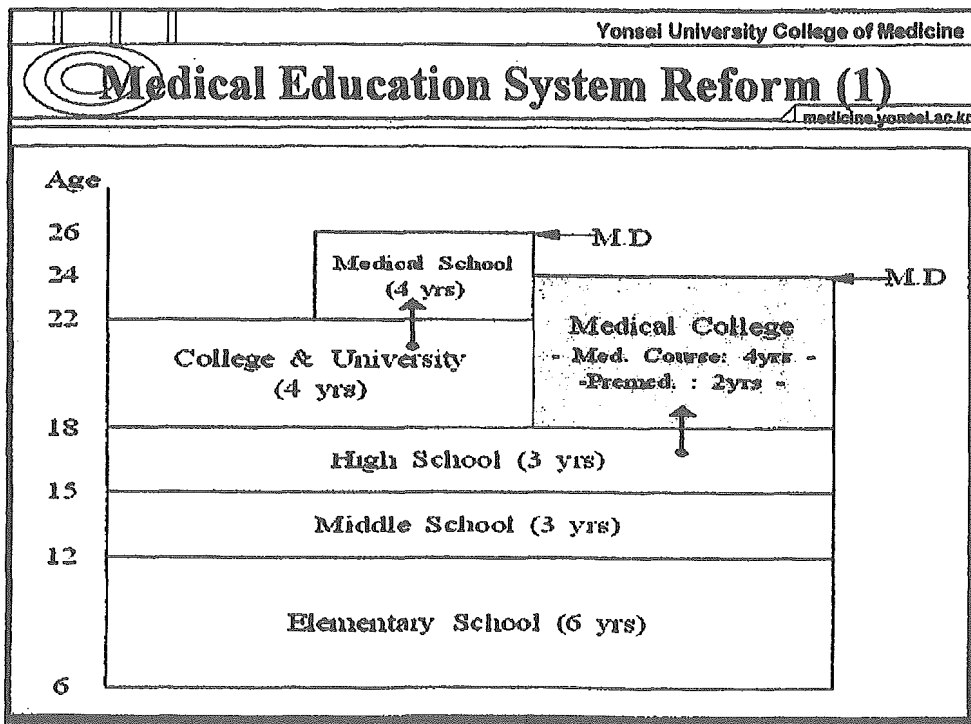 Yonsei University College of Medicine
Medical Education System Reform (1)
medicine.yonsei.ac.kr
Age
26
M.D
Medical School
(4 yrs)
24
M.D
22
Medical College
- Med. Course: 4yrs -
-Premed. : 2yrs -
College & University
(4 yrs)
18
High School (3 yrs)
15
Middle School (3 yrs)
12
Elementary School (6 yrs)
6